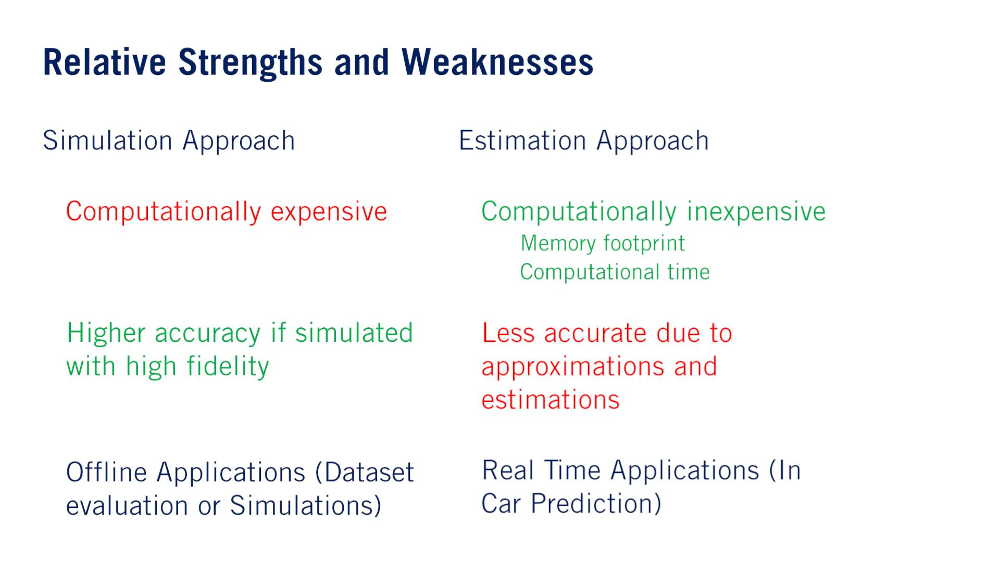 Relative Strengths and Weaknesses
Simulation Approach
Computationally expensive
Higher accuracy if simulated
with high fidelity
Offline Applications (Dataset
evaluation or Simulations)
Estimation Approach
Computationally inexpensive
Memory footprint
Computational time
Less accurate due to
approximations and
estimations
Real Time Applications (In
Car Prediction)